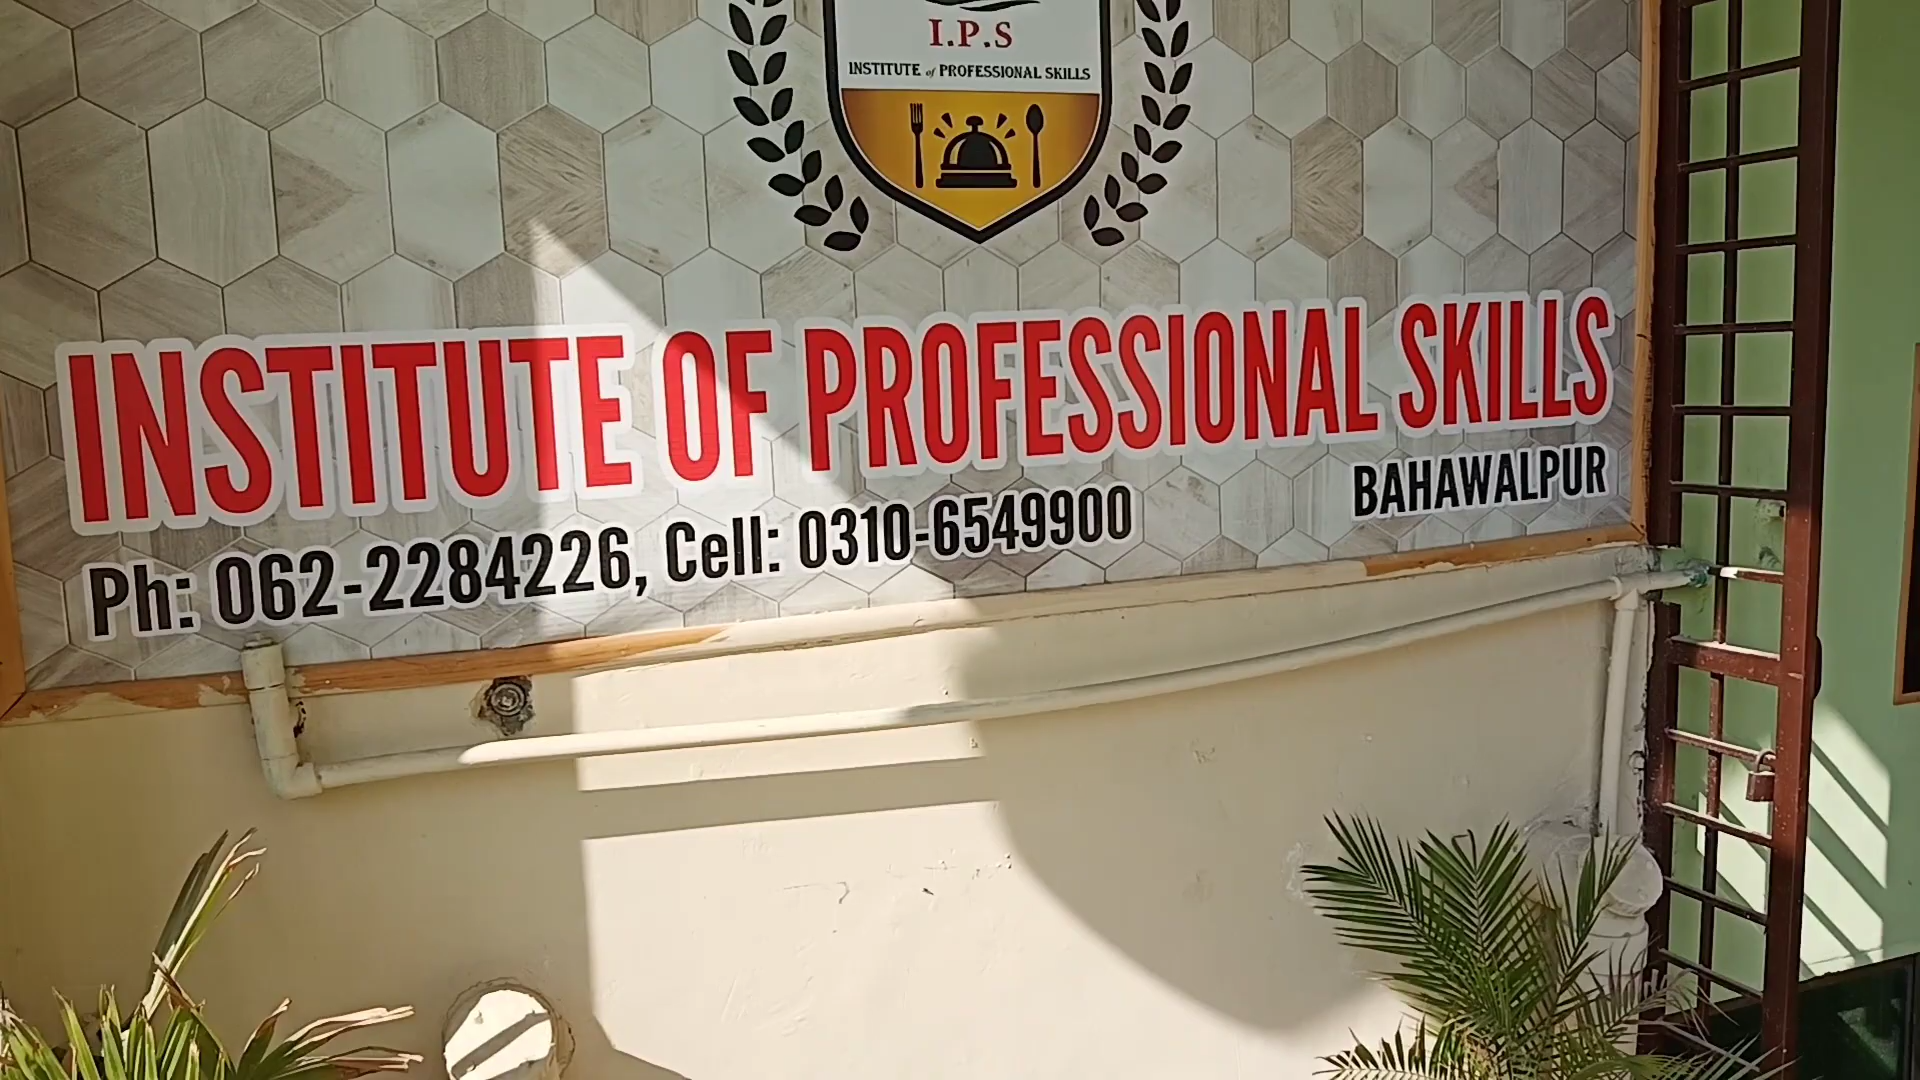 I.P.S
INSTITUTE of PROFESSIONAL SKILLS
INSTITUTE OF PROFESSIONAL SKILLS
BAHAWALPUR
Ph: 062-2284226, Cell: 0310-6549900